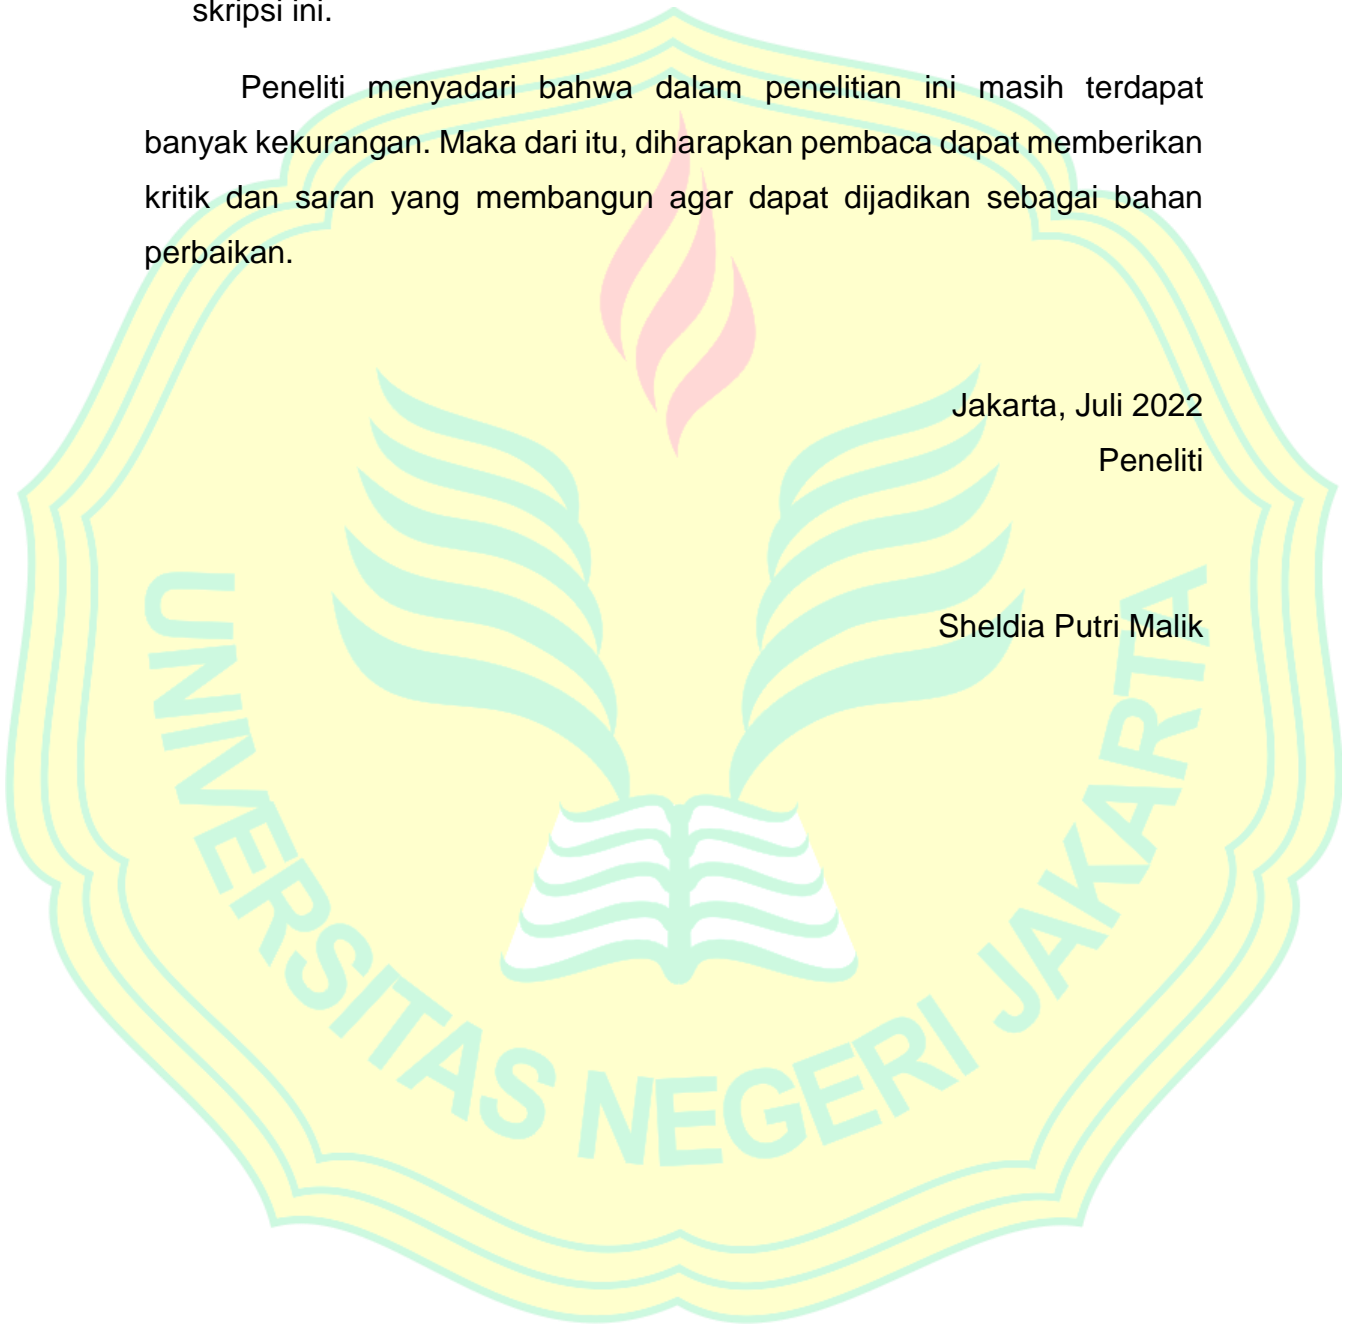 skripsi ini.
Peneliti menyadari bahwa dalam penelitian ini masih terdapat
banyak kekurangan. Maka dari itu, diharapkan pembaca dapat memberikan
kritik dan saran yang membangun agar dapat dijadikan sebagai bahan
perbaikan.
Jakarta, Juli 2022
Peneliti
Sheldia Putri Malik
UNIVERSITAS NEGERI JAKARTA